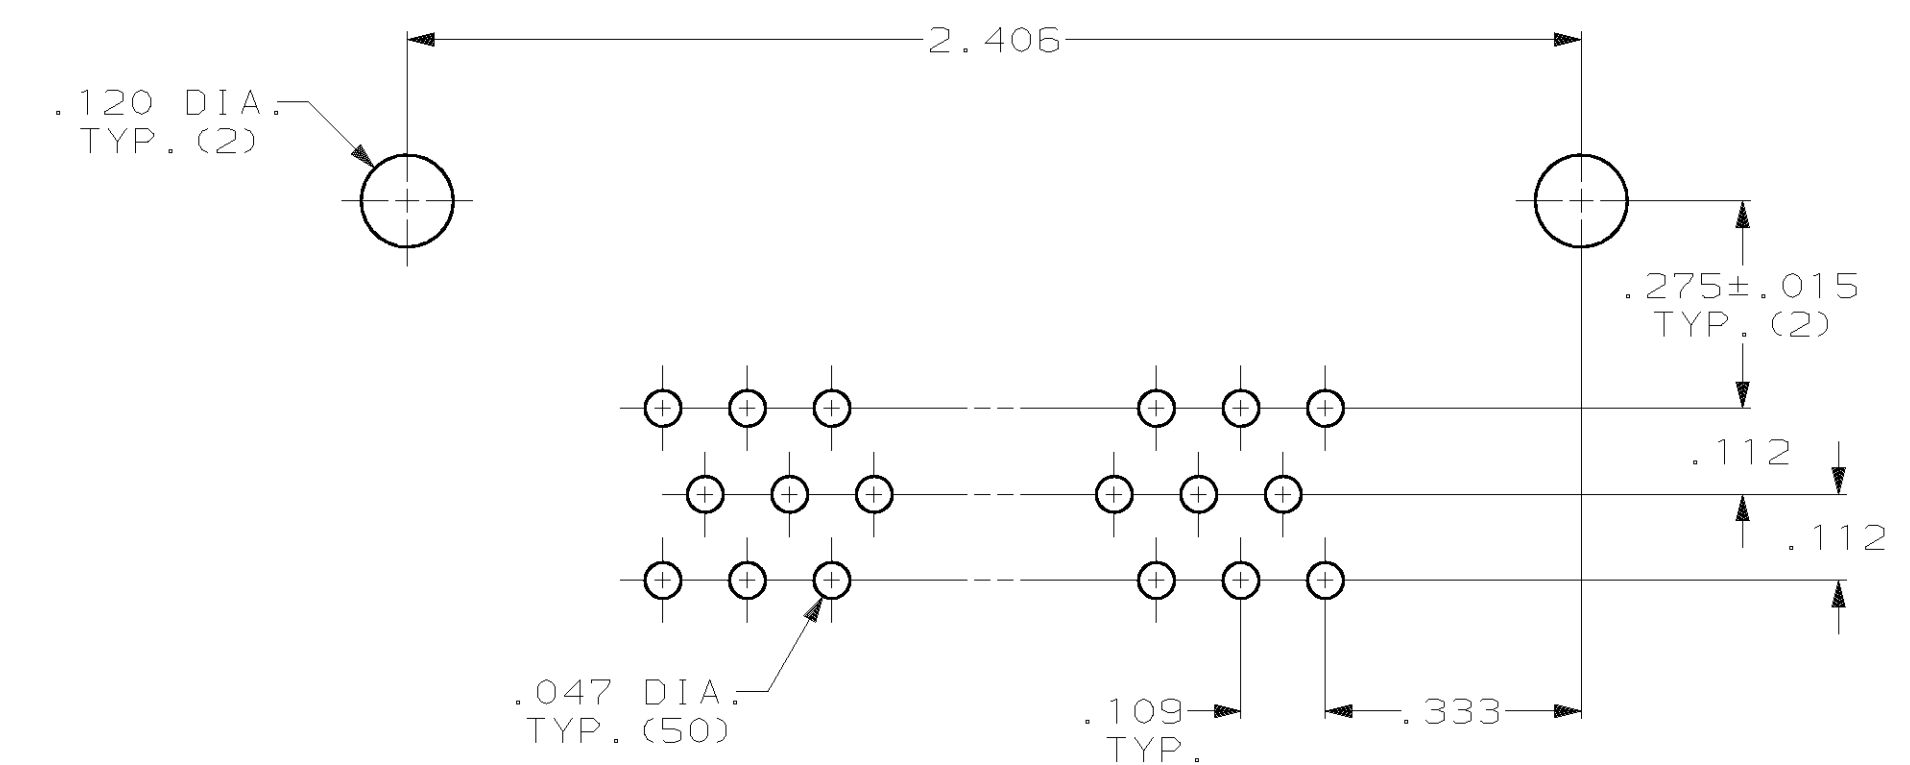 2.406
.120 DIA.
TYP.(2)
.275±.015
TYP.(2)
.112
.112
.047 DIA.
TYP.(50)
.109
TYP.
.333